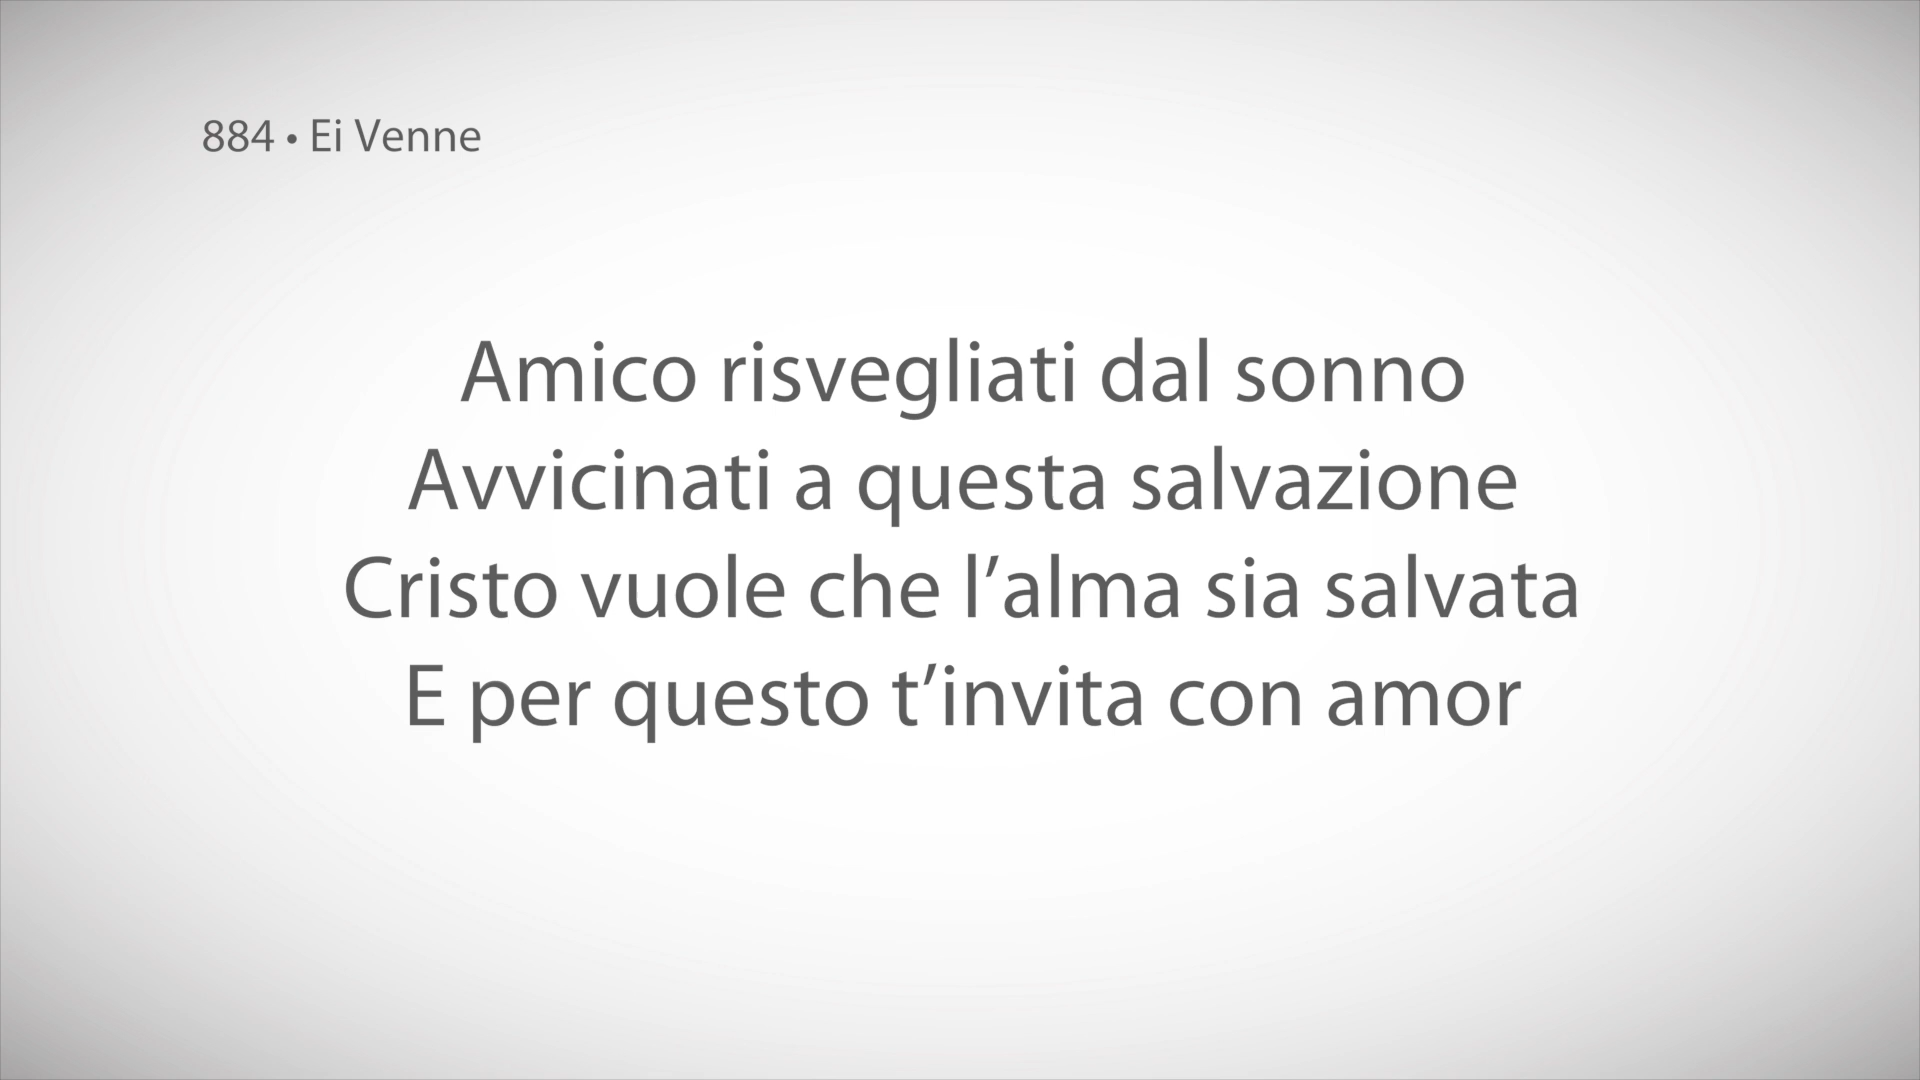 884 • Ei Venne
Amico risvegliati dal sonno
Avvicinati a questa salvazione
Cristo vuole che l’alma sia salvata
E per questo t’invita con amor